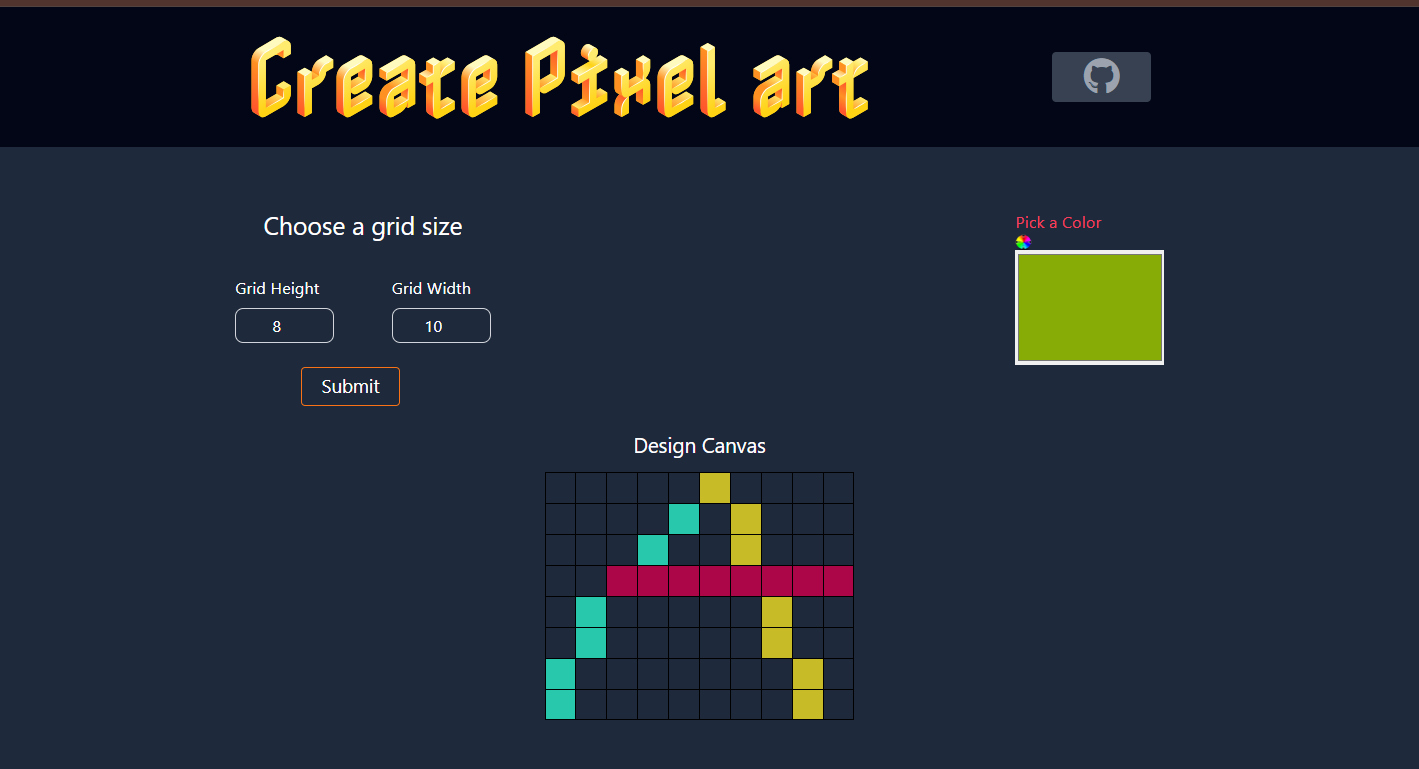 Create Pixel art
Choose a grid size
Pick a Color
Grid Height
Grid Width
8
10
Submit
Design Canvas